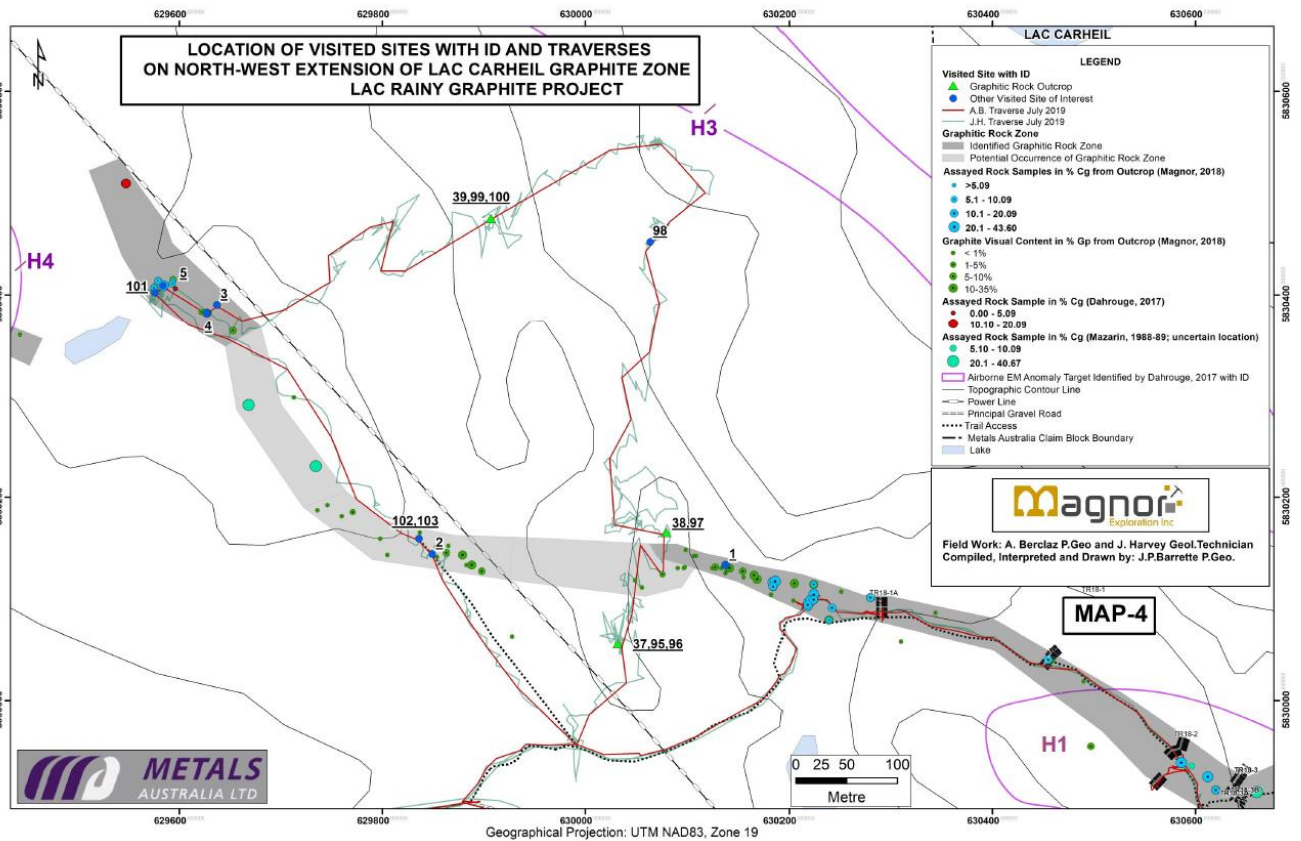 629600
629800
630000
630200
630400
630600
LOCATION OF VISITED SITES WITH ID AND TRAVERSES
ON NORTH-WEST EXTENSION OF LAC CARHEIL GRAPHITE ZONE
LAC RAINY GRAPHITE PROJECT
N
LAC CARHEIL
LEGEND
Visited Site with ID
Graphitic Rock Outcrop
Other Visited Site of Interest
A.B. Traverse July 2019
J.H. Traverse July 2019
Graphitic Rock Zone
Identified Graphitic Rock Zone
Potential Occurrence of Graphitic Rock Zone
Assayed Rock Samples in % Cg from Outcrop (Magnor, 2018)
>5.09
5.1 - 10.09
10.1 - 20.09
20.1 - 43.60
Graphite Visual Content in % Gp from Outcrop (Magnor, 2018)
< 1%
1-5%
5-10%
10-35%
Assayed Rock Sample in % Cg (Dahrouge, 2017)
0.00 - 5.09
10.10 - 20.09
Assayed Rock Sample in % Cg (Mazarin, 1988-89; uncertain location)
5.10 - 10.09
20.1 - 40.67
Airborne EM Anomaly Target Identified by Dahrouge, 2017 with ID
Topographic Contour Line
Power Line
Principal Gravel Road
Trail Access
Metals Australia Claim Block Boundary
Lake
5830600
5830400
5830200
5830000
H3
H4
39,99,100
98
101
5
3
4
38,97
102,103
2
1
37,95,96
TR18-1A
TR18-1
TR18-2
TR18-3
H1
Magnor
Exploration Inc
Field Work: A. Berclaz P.Geo and J. Harvey Geol.Technician
Compiled, Interpreted and Drawn by: J.P.Barrette P.Geo.
MAP-4
METALS
AUSTRALIA LTD
0 25 50 100
Metre
629600
629800
630000
630200
630400
630600
Geographical Projection: UTM NAD83, Zone 19